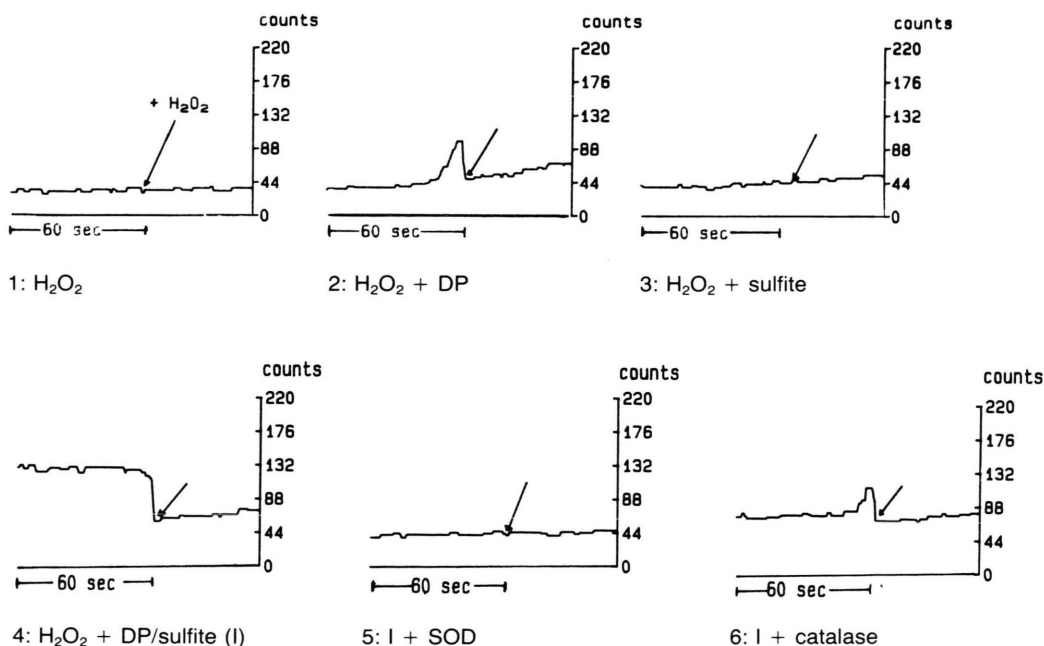 counts
220
176
132
88
44
0
+ H₂O₂
60 sec
1: H₂O₂
counts
220
176
132
88
44
0
60 sec
2: H₂O₂ + DP
counts
220
176
132
88
44
0
60 sec
3: H₂O₂ + sulfite
counts
220
176
132
88
44
0
60 sec
4: H₂O₂ + DP/sulfite (I)
counts
220
176
132
88
44
0
60 sec
5: I + SOD
counts
220
176
132
88
44
0
60 sec
6: I + catalase